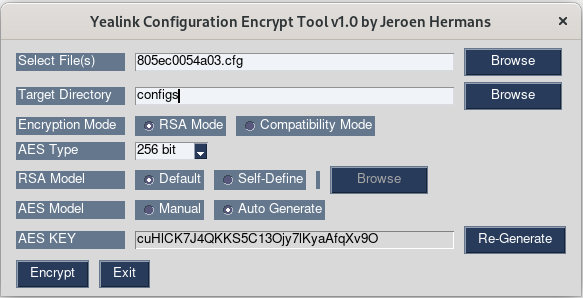 Yealink Configuration Encrypt Tool v1.0 by Jeroen Hermans ×
Select File(s) 805ec0054a03.cfg Browse
Target Directory configs Browse
Encryption Mode RSA Mode Compatibility Mode
AES Type 256 bit
RSA Model Default Self-Define Browse
AES Model Manual Auto Generate
AES KEY cuHlCK7J4QKKS5C13Ojy7lKyaAfqXv9O Re-Generate
Encrypt Exit